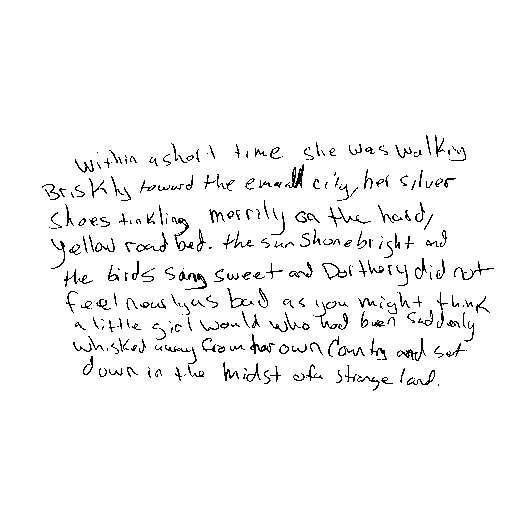 Within a short time she was walking
Briskly toward the emerald city, her silver
Shoes tinkling merrily on the hard,
yellow road bed. the sun Shone bright and
the birds sang sweet and Dorthery did not
feel nearly as bad as you might think
a little girl would who had been Suddenly
whisked away from her own Country and set
down in the midst of a strange land.